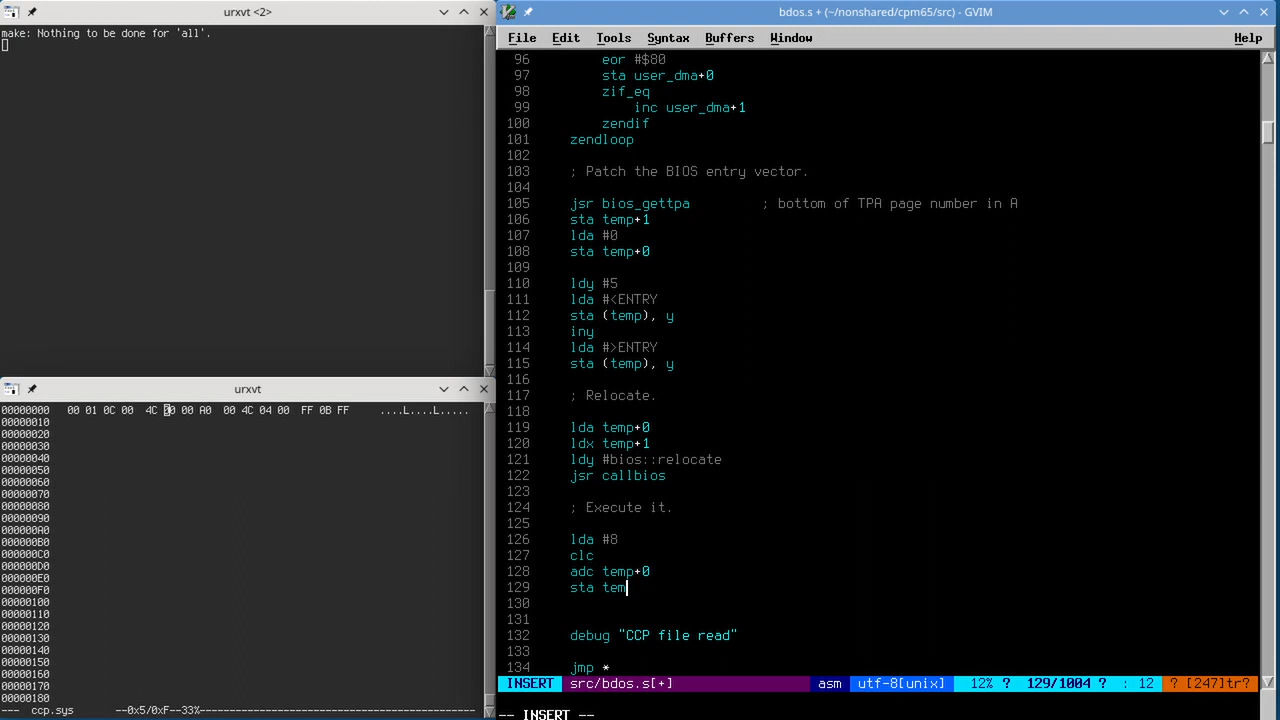 urxvt <2>
make: Nothing to be done for 'all'.
urxvt
00000000   00 01 0C 00  4C 00 00 A0  00 4C 04 00  FF 0B FF     ....L....L.....
00000010
00000020
00000030
00000040
00000050
00000060
00000070
00000080
00000090
000000A0
000000B0
000000C0
000000D0
000000E0
000000F0
00000100
00000110
00000120
00000130
00000140
00000150
00000160
00000170
00000180
---  ccp.sys       --0x5/0xF--33%--------------------------------------------
bdos.s + (~/nonshared/cpm65/src) - GVIM
File Edit Tools Syntax Buffers Window Help
96         eor #$80
97         sta user_dma+0
98         zif_eq
99             inc user_dma+1
100         zendif
101     zendloop
102
103     ; Patch the BIOS entry vector.
104
105     jsr bios_gettpa         ; bottom of TPA page number in A
106     sta temp+1
107     lda #0
108     sta temp+0
109
110     ldy #5
111     lda #<ENTRY
112     sta (temp), y
113     iny
114     lda #>ENTRY
115     sta (temp), y
116
117     ; Relocate.
118
119     lda temp+0
120     ldx temp+1
121     ldy #bios::relocate
122     jsr callbios
123
124     ; Execute it.
125
126     lda #8
127     clc
128     adc temp+0
129     sta tem
130
131
132     debug "CCP file read"
133
134     jmp *
INSERT src/bdos.s[+] asm utf-8[unix] 12% ? 129/1004 ? : 12 ? [247]tr?
-- INSERT --